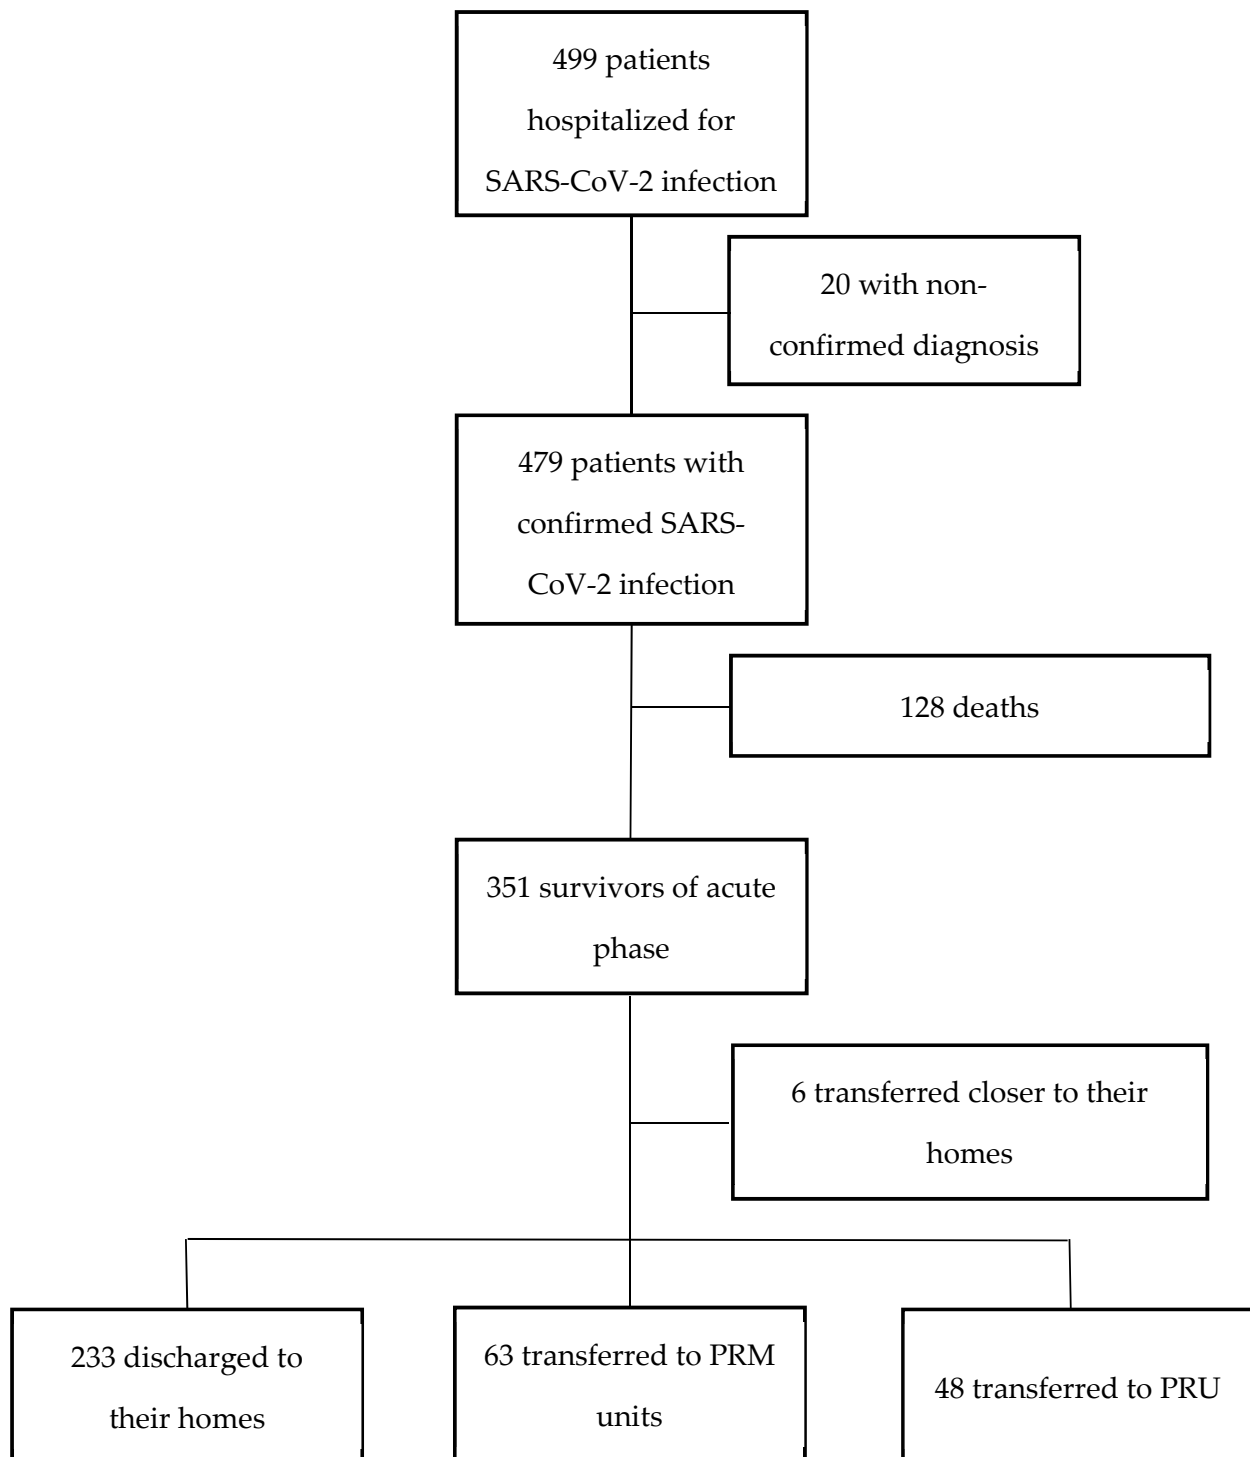 499 patients
hospitalized for
SARS-CoV-2 infection
20 with non-
confirmed diagnosis
479 patients with
confirmed SARS-
CoV-2 infection
128 deaths
351 survivors of acute
phase
6 transferred closer to their
homes
233 discharged to
their homes
63 transferred to PRM
units
48 transferred to PRU